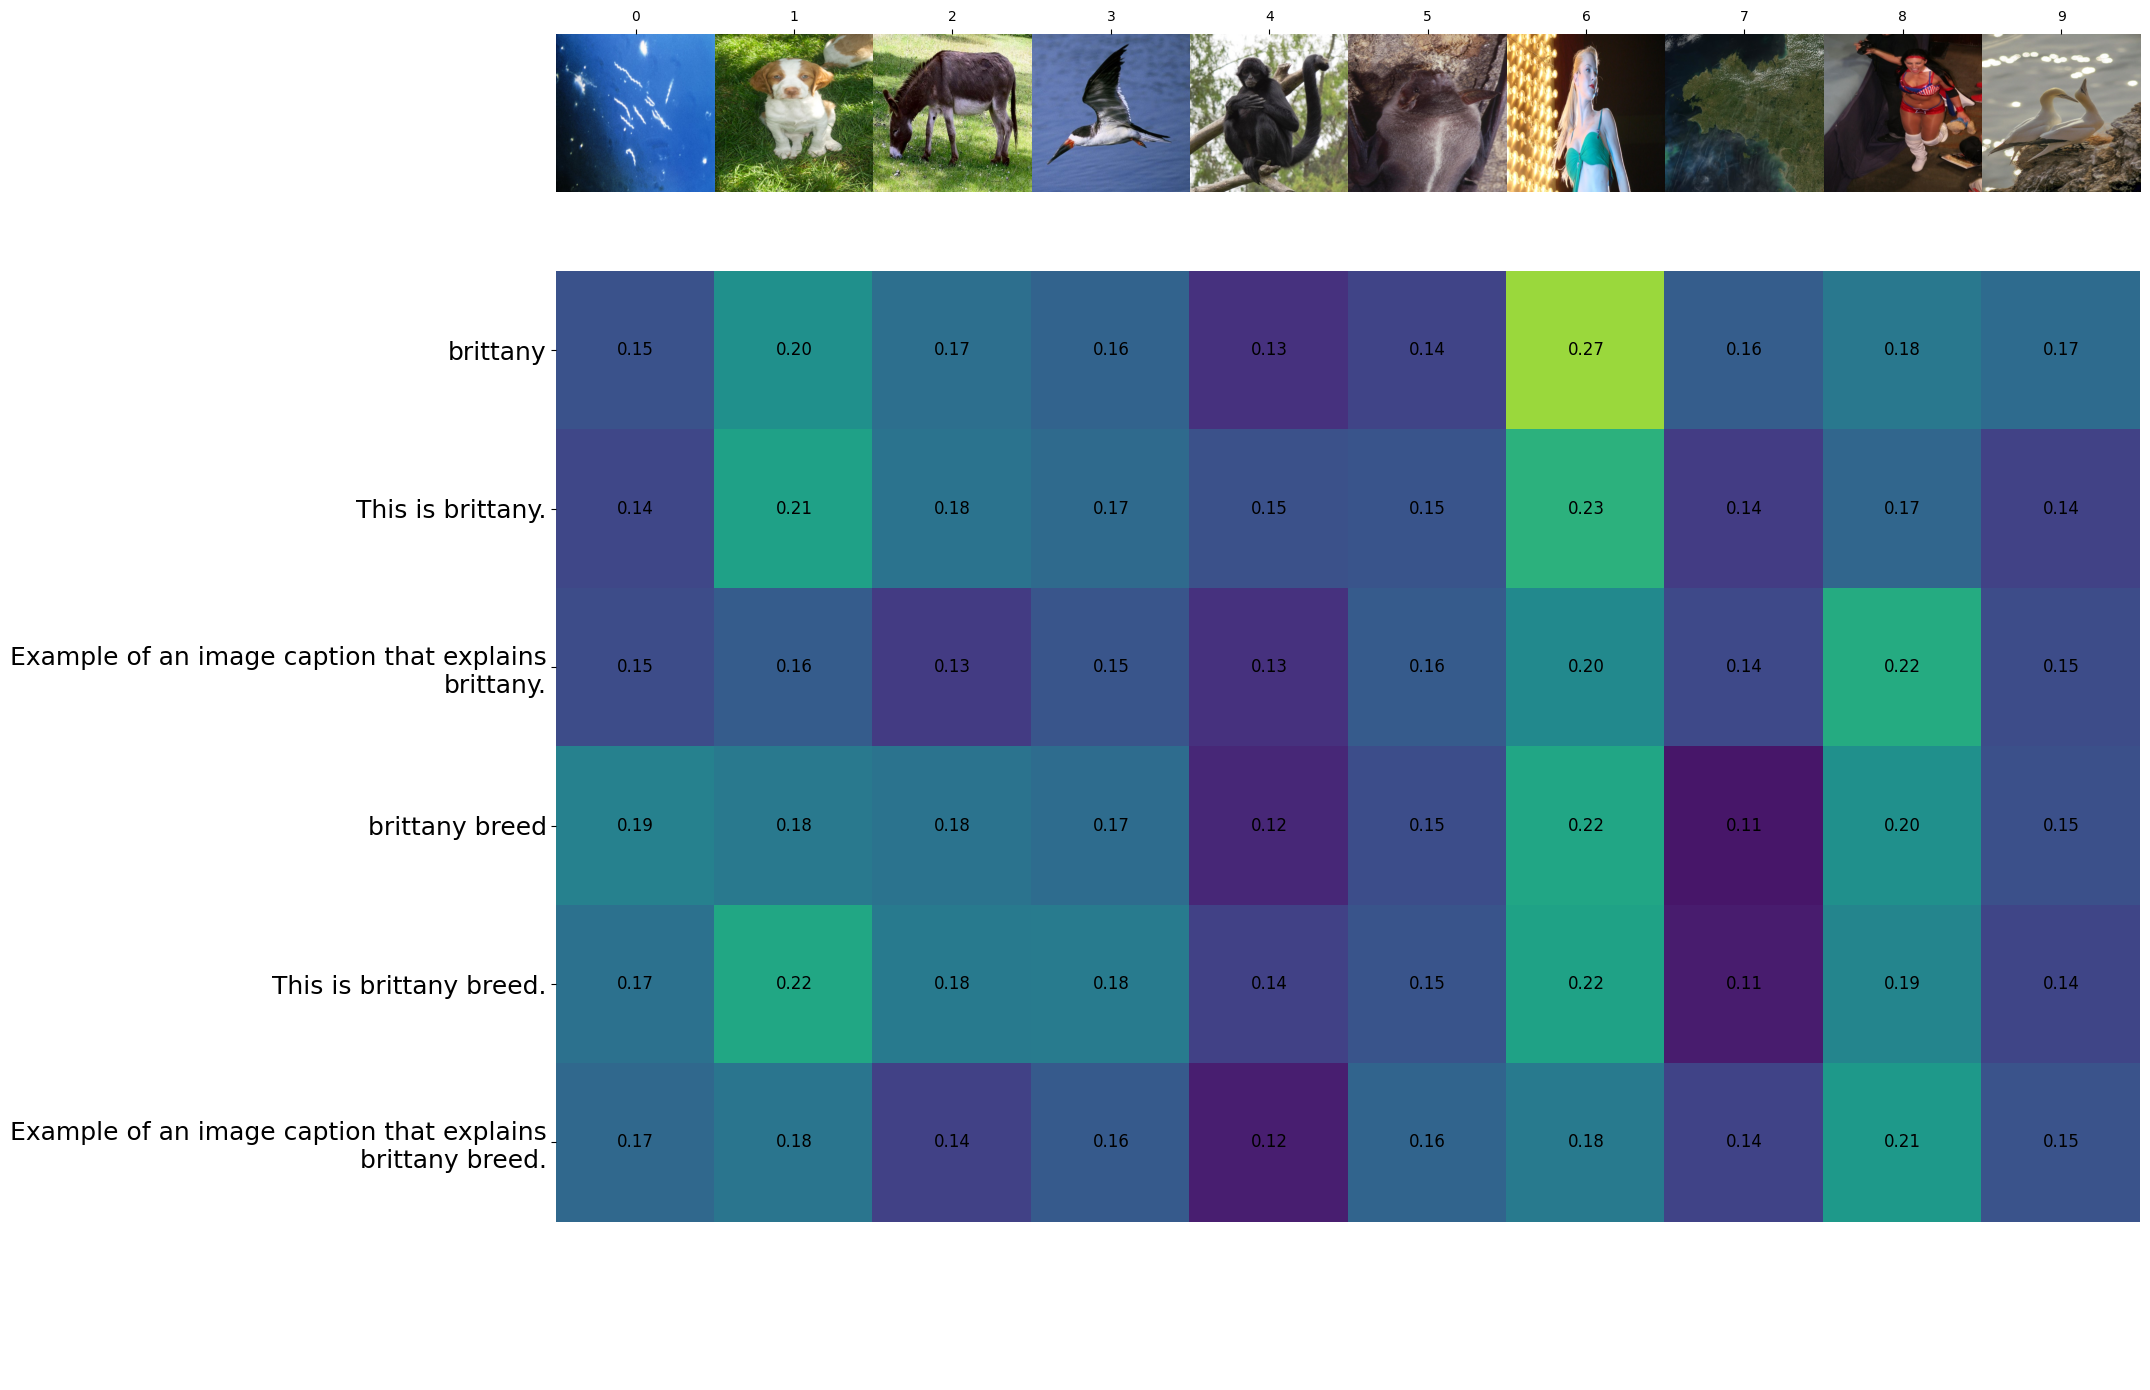 0 1 2 3 4 5 6 7 8 9
brittany 0.15 0.20 0.17 0.16 0.13 0.14 0.27 0.16 0.18 0.17
This is brittany. 0.14 0.21 0.18 0.17 0.15 0.15 0.23 0.14 0.17 0.14
Example of an image caption that explains
brittany. 0.15 0.16 0.13 0.15 0.13 0.16 0.20 0.14 0.22 0.15
brittany breed 0.19 0.18 0.18 0.17 0.12 0.15 0.22 0.11 0.20 0.15
This is brittany breed. 0.17 0.22 0.18 0.18 0.14 0.15 0.22 0.11 0.19 0.14
Example of an image caption that explains
brittany breed. 0.17 0.18 0.14 0.16 0.12 0.16 0.18 0.14 0.21 0.15